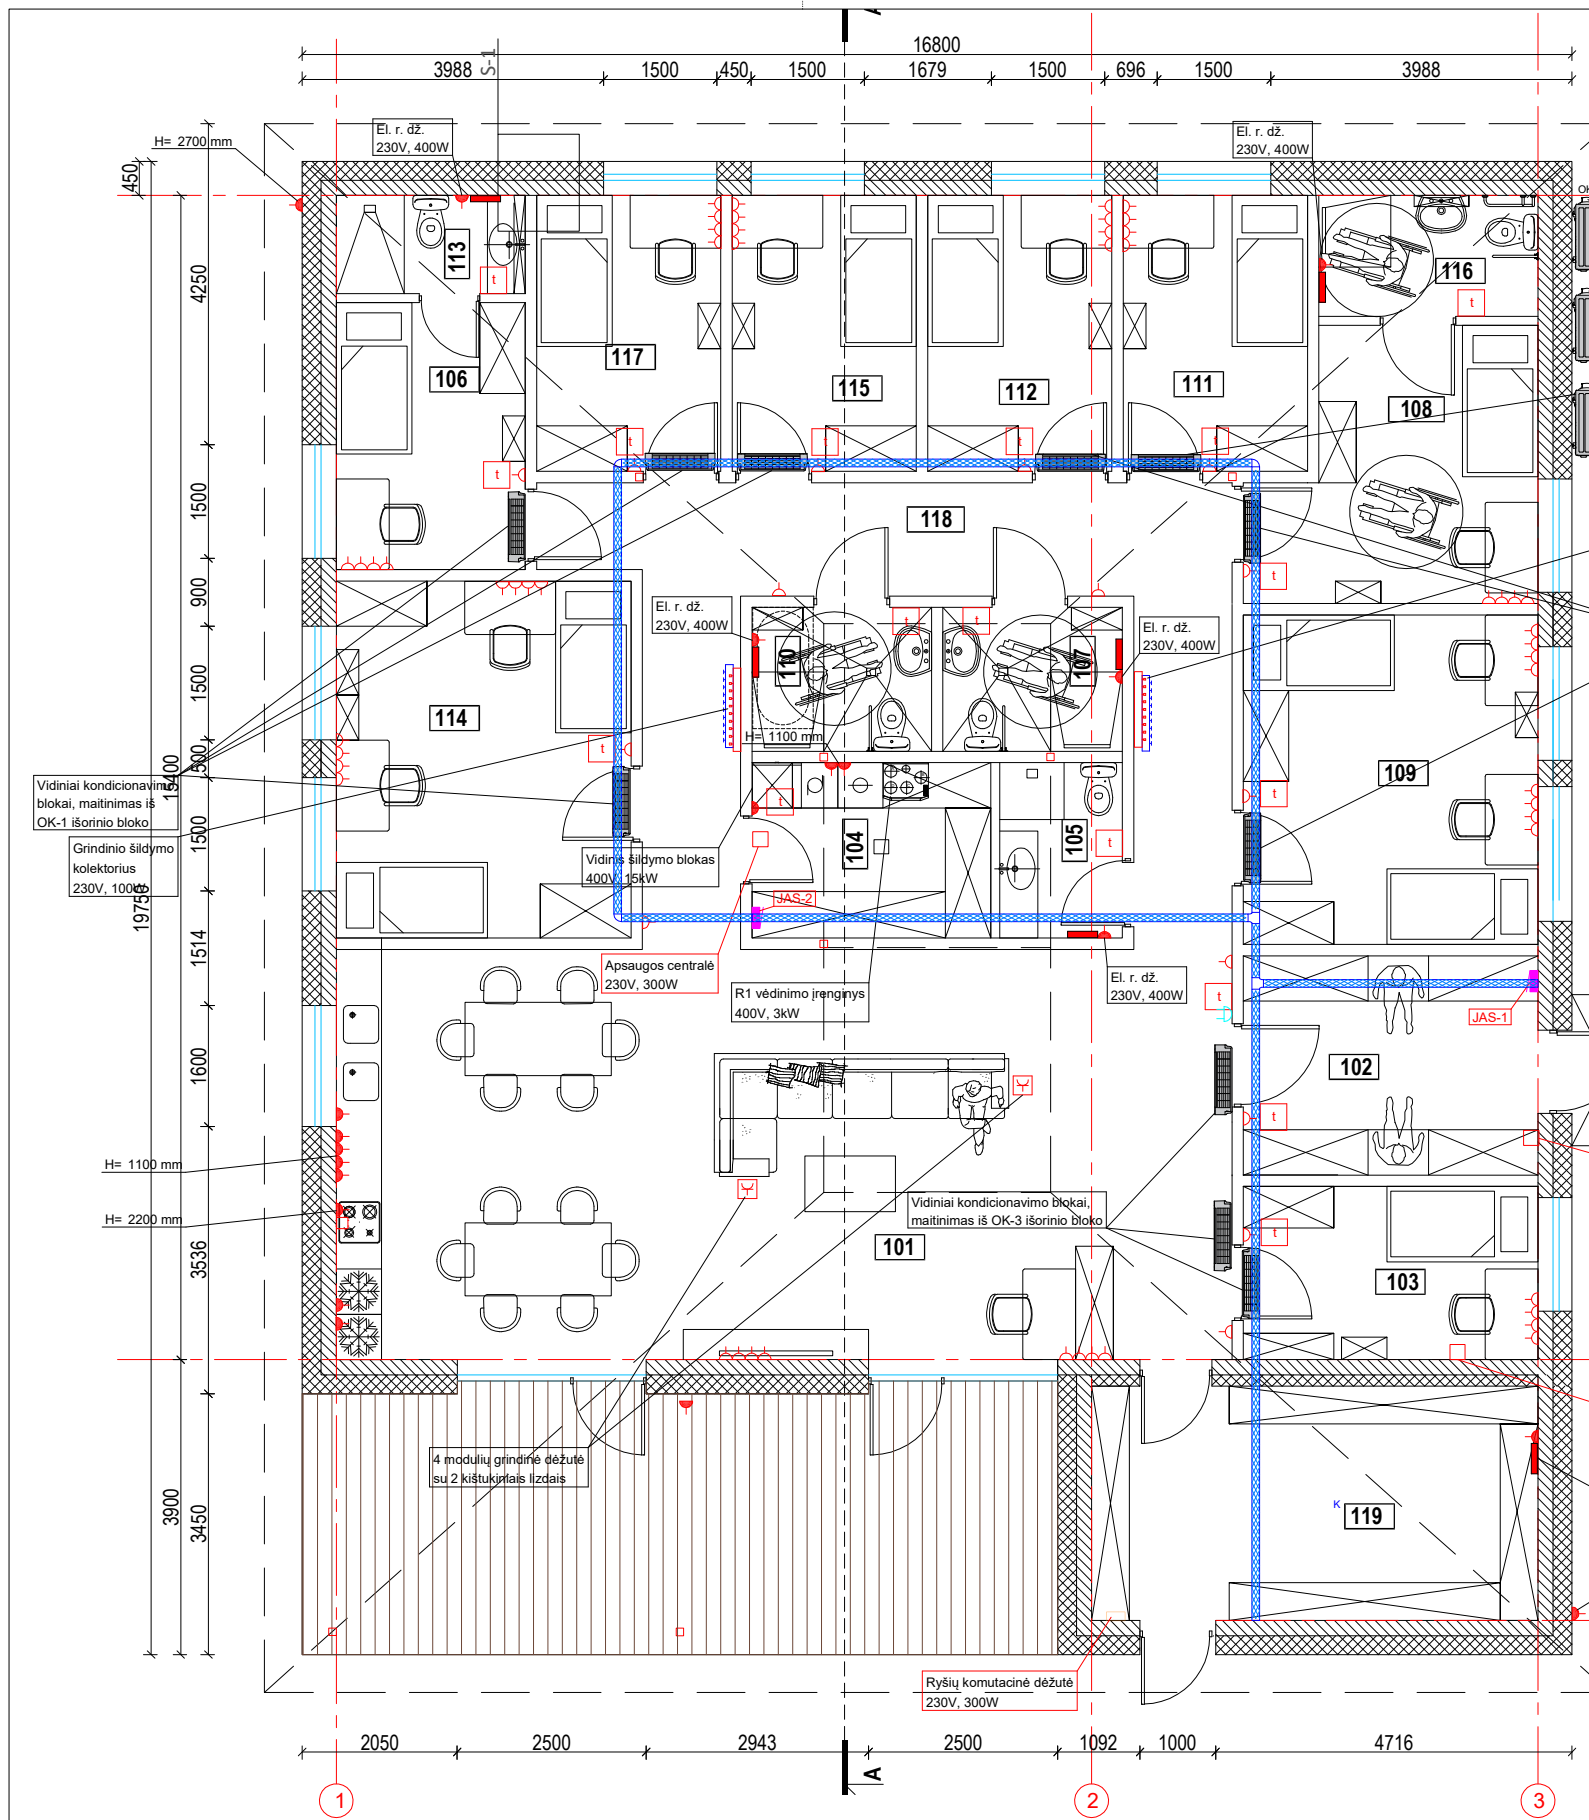 A
16800
3988
S-1
1500
450
1500
1679
1500
696
1500
3988
H= 2700 mm
El. r. dž.
230V, 400W
El. r. dž.
230V, 400W
450
OK
113
t
116
t
4250
117
106
115
112
111
108
t
t
t
t
t
1500
118
t
900
El. r. dž.
230V, 400W
t
t
El. r. dž.
230V, 400W
110
107
1500
114
t
H= 1100 mm
500
15400
109
Vidiniai kondicionavimo
blokai, maitinimas iš
OK-1 išorinio bloko
t
t
1500
Grindinio šildymo
kolektorius
230V, 100W
104
105
t
Vidinis šildymo blokas
400V, 15kW
19750
JAS-2
1514
Apsaugos centralė
230V, 300W
R1 vėdinimo įrenginys
400V, 3kW
El. r. dž.
230V, 400W
t
JAS-1
1600
102
t
H= 1100 mm
Vidiniai kondicionavimo blokai,
maitinimas iš OK-3 išorinio bloko
H= 2200 mm
3536
101
t
103
4 modulių grindinė dėžutė
su 2 kištukiniais lizdais
3900
3450
K
119
Ryšių komutacinė dėžutė
230V, 300W
2050
2500
2943
2500
1092
1000
4716
A
1
2
3